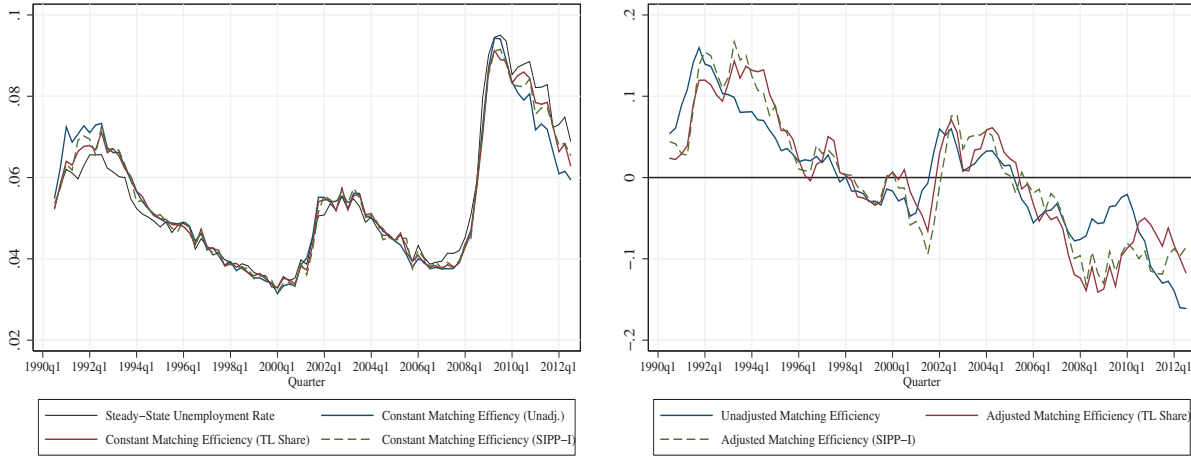 .1
.08
.06
.04
.02
1990q1 1992q1 1994q1 1996q1 1998q1 2000q1 2002q1 2004q1 2006q1 2008q1 2010q1 2012q1
Quarter
Steady-State Unemployment Rate
Constant Matching Effiency (Unadj.)
Constant Matching Efficiency (TL Share)
Constant Matching Efficiency (SIPP-I)
.2
.1
0
-.1
-.2
1990q1 1992q1 1994q1 1996q1 1998q1 2000q1 2002q1 2004q1 2006q1 2008q1 2010q1 2012q1
Quarter
Unadjusted Matching Efficiency
Adjusted Matching Efficiency (TL Share)
Adjusted Matching Efficiency (SIPP-I)